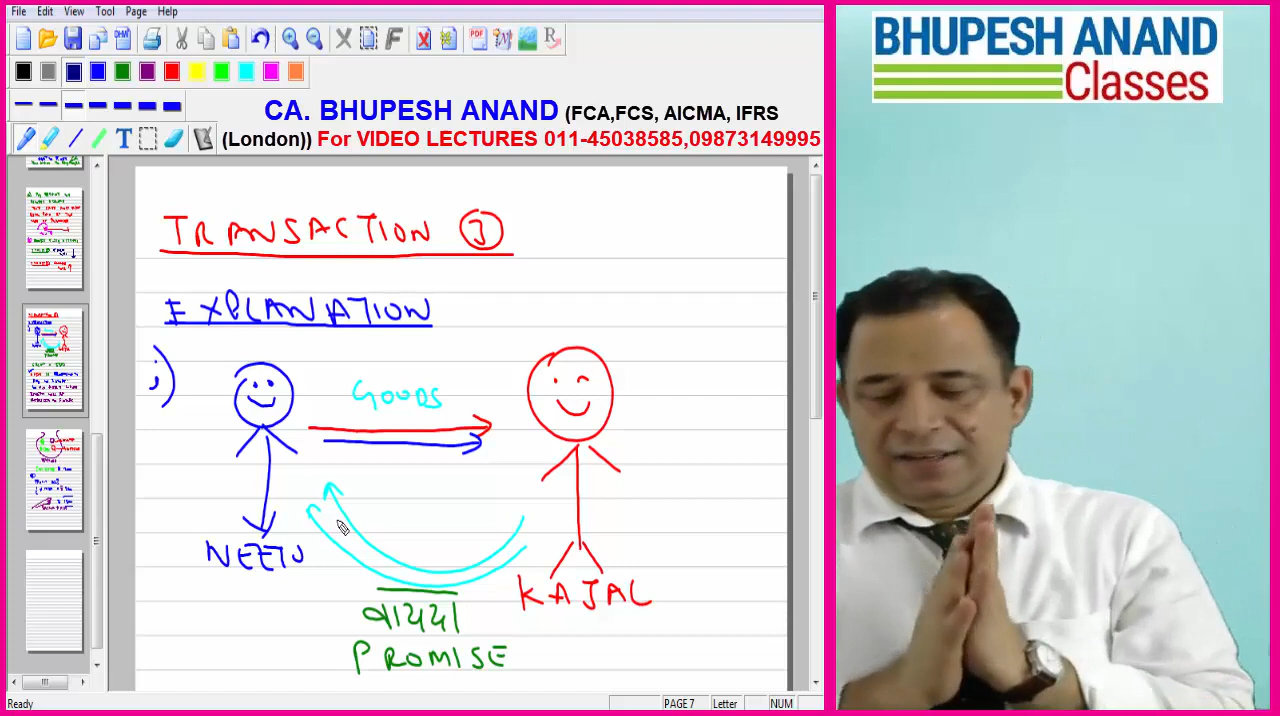 File Edit View Tool Page Help
BHUPESH ANAND
Classes
CA. BHUPESH ANAND (FCA,FCS, AICMA, IFRS
(London)) For VIDEO LECTURES 011-45038585,09873149995
TRANSACTION ③
EXPLANATION
i)
GOODS
NEETU
KAJAL
वायदा
PROMISE
Ready
PAGE 7
Letter
NUM